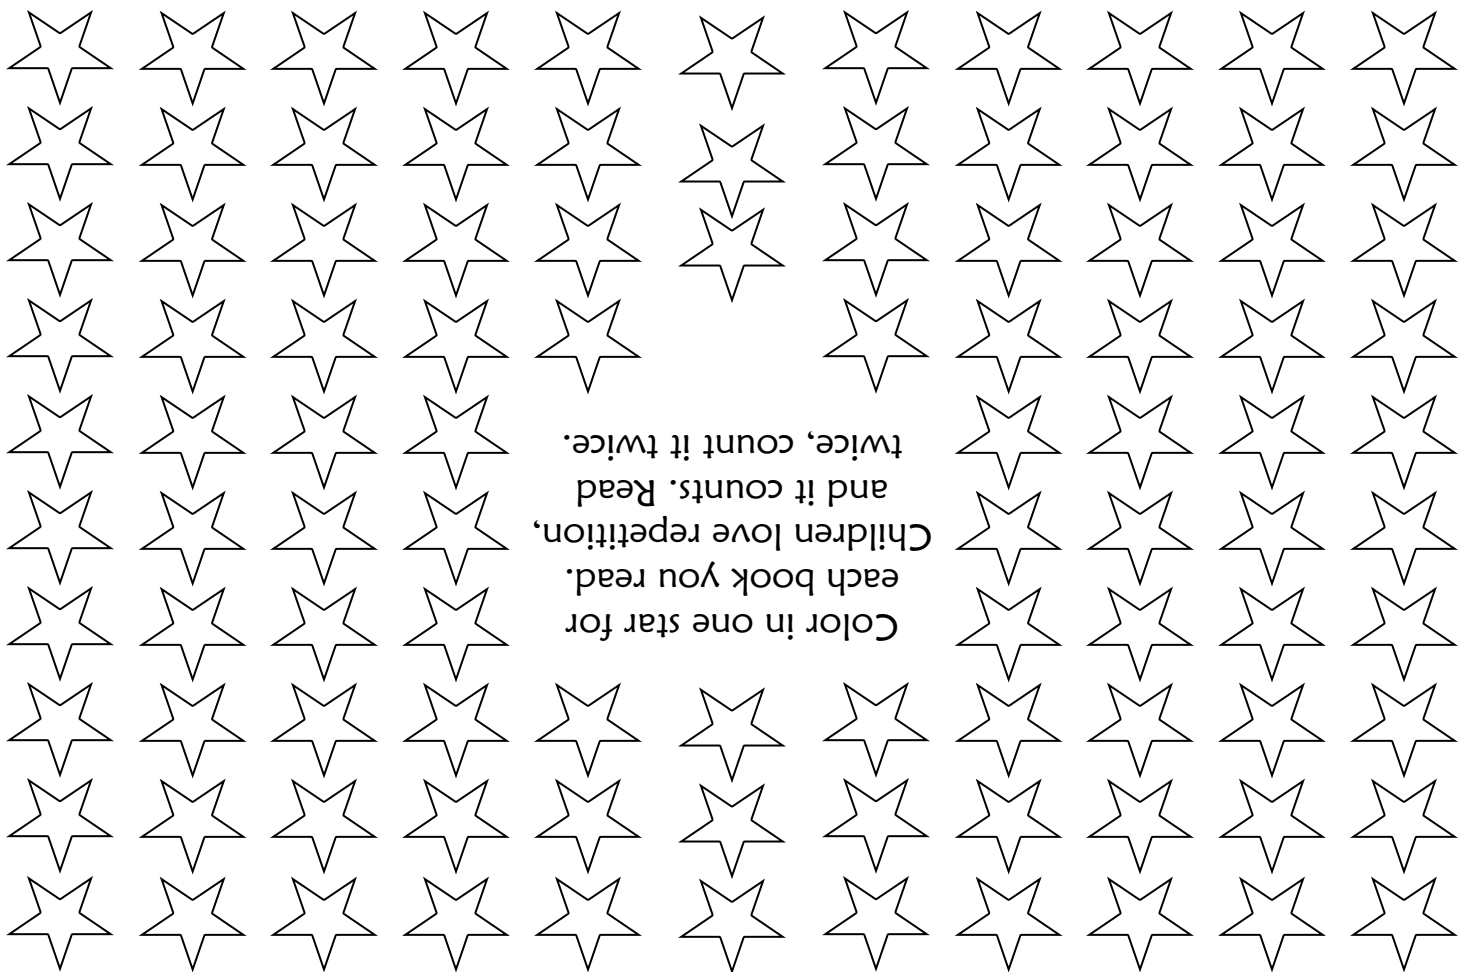 Color in one star for
each book you read.
Children love repetition,
and it counts. Read
twice, count it twice.